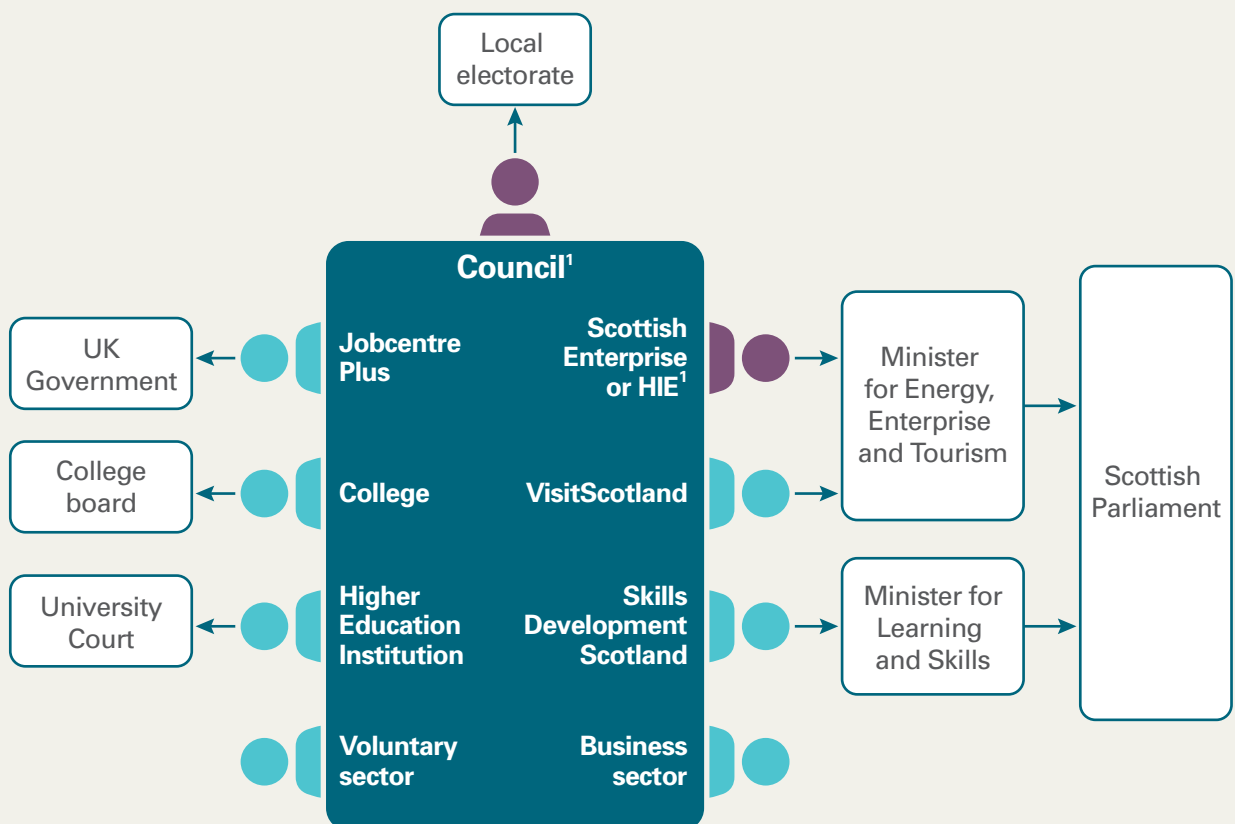 Local
electorate
Council¹
UK
Government
Jobcentre
Plus
Scottish
Enterprise
or HIE¹
Minister
for Energy,
Enterprise
and Tourism
Scottish
Parliament
College
board
College
VisitScotland
University
Court
Higher
Education
Institution
Skills
Development
Scotland
Minister for
Learning
and Skills
Voluntary
sector
Business
sector